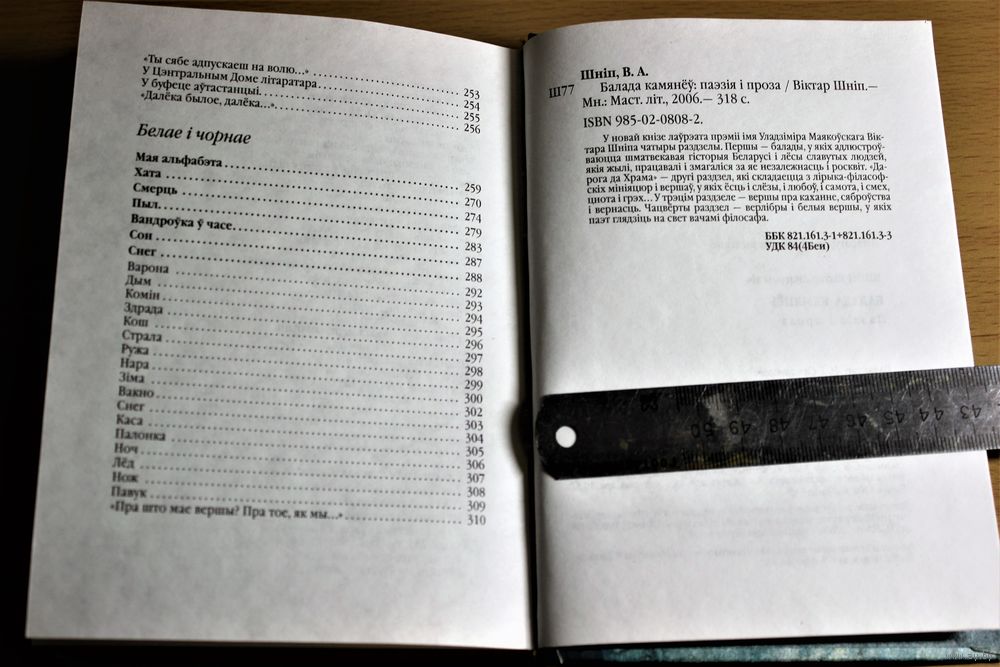 «Ты сябе адпускаеш на волю...» 253
У Цэнтральным Доме літаратара 254
У буфеце аўтастанцыі 255
«Далёка былое, далёка...» 256
Белае і чорнае
Мая альфабэта 259
Хата 270
Смерць 274
Пыл 279
Вандроўка ў часе 283
Сон 287
Снег 288
Варона 292
Дым 293
Комін 294
Здрада 295
Кош 296
Страла 297
Ружа 298
Нара 299
Зіма 300
Вакно 302
Снег 303
Каса 304
Палонка 305
Ноч 306
Лёд 307
Нож 308
Павук 309
«Пра што мае вершы? Пра тое, як мы...» 310
Шніп, В. А.
Ш77 Балада камянёў: паэзія і проза / Віктар Шніп.—
Мн.: Маст. літ., 2006.— 318 с.
ISBN 985-02-0808-2.
У новай кнізе лаўрэата прэміі імя Уладзіміра Маякоўскага Вік-
тара Шніпа чатыры раздзелы. Першы — балады, у якіх адлюстроў-
ваюцца шматвекавая гісторыя Беларусі і лёсы славутых людзей,
якія жылі, працавалі і змагаліся за яе незалежнасць і росквіт. «Да-
рога да Храма» — другі раздзел, які складаецца з лірыка-філасоф-
скіх мініяцюр і вершаў, у якіх ёсць і слёзы, і любоў, і самота, і смех,
цнота і грэх... У трэцім раздзеле — вершы пра каханне, сяброўства
і вернасць. Чацвёрты раздзел — верлібры і белыя вершы, у якіх
паэт глядзіць на свет вачамі філосафа.
ББК 821.161.3-1+821.161.3-3
УДК 84(4Беи)
50 49 48 47 46 45 44 43